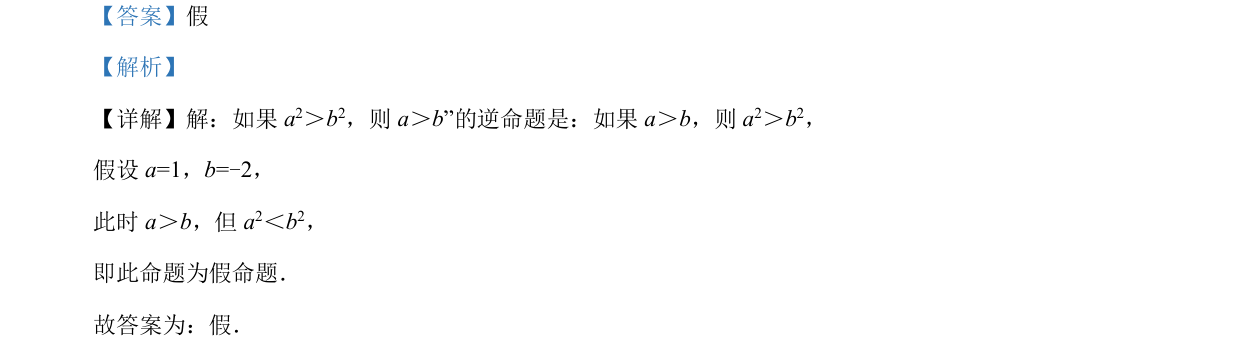 【答案】假
【解析】
【详解】解：如果 a²＞b²，则 a＞b”的逆命题是：如果 a＞b，则 a²＞b²，
假设 a=1，b=-2，
此时 a＞b，但 a²＜b²，
即此命题为假命题．
故答案为：假．